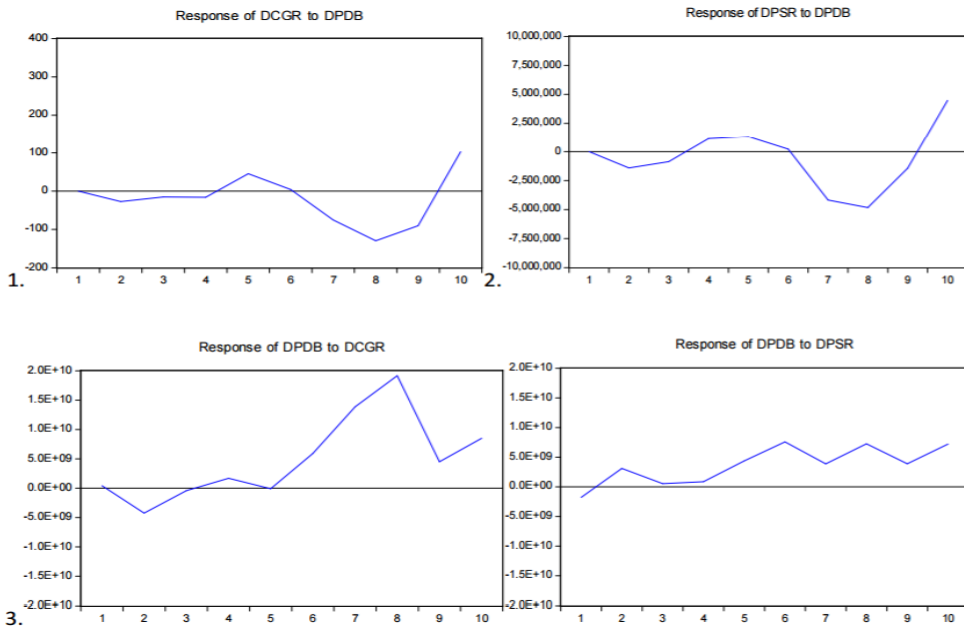 Response of DCGR to DPDB
400
300
200
100
0
-100
-200
1 2 3 4 5 6 7 8 9 10
1.
Response of DPSR to DPDB
10,000,000
7,500,000
5,000,000
2,500,000
0
-2,500,000
-5,000,000
-7,500,000
-10,000,000
1 2 3 4 5 6 7 8 9 10
2.
Response of DPDB to DCGR
2.0E+10
1.5E+10
1.0E+10
5.0E+09
0.0E+00
-5.0E+09
-1.0E+10
-1.5E+10
-2.0E+10
1 2 3 4 5 6 7 8 9 10
3.
Response of DPDB to DPSR
2.0E+10
1.5E+10
1.0E+10
5.0E+09
0.0E+00
-5.0E+09
-1.0E+10
-1.5E+10
-2.0E+10
1 2 3 4 5 6 7 8 9 10